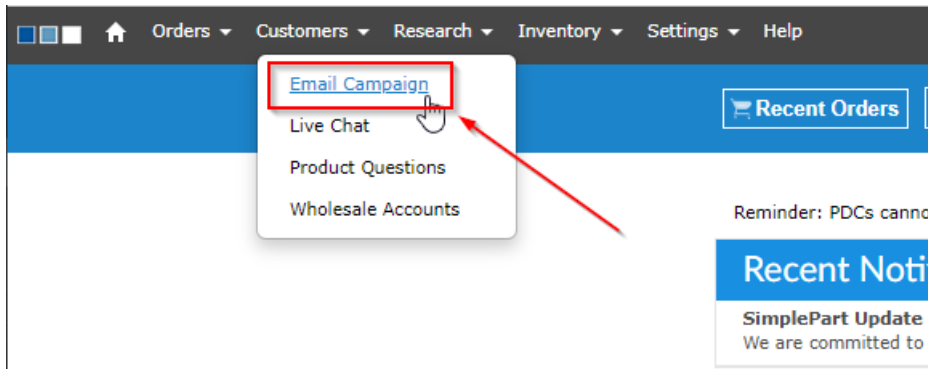 Orders Customers Research Inventory Settings Help
Email Campaign
Live Chat
Product Questions
Wholesale Accounts
Recent Orders
Reminder: PDCs
Recent
SimplePart Update
We are committed to